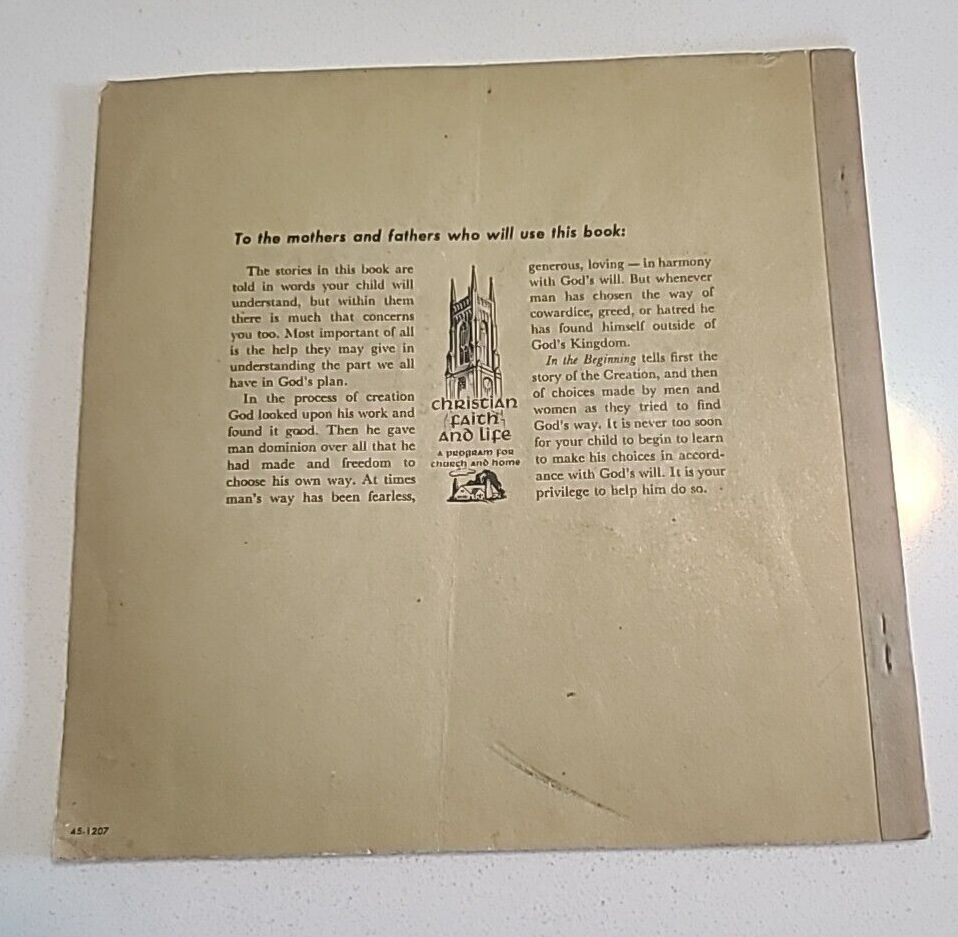 To the mothers and fathers who will use this book:
The stories in this book are
told in words your child will
understand, but within them
there is much that concerns
you too. Most important of all
is the help they may give in
understanding the part we all
have in God's plan.
In the process of creation
God looked upon his work and
found it good. Then he gave
man dominion over all that he
had made and freedom to
choose his own way. At times
man's way has been fearless,
christian
faith
and life
a program for
church and home
generous, loving — in harmony
with God's will. But whenever
man has chosen the way of
cowardice, greed, or hatred he
has found himself outside of
God's Kingdom.
In the Beginning tells first the
story of the Creation, and then
of choices made by men and
women as they tried to find
God's way. It is never too soon
for your child to begin to learn
to make his choices in accord-
ance with God's will. It is your
privilege to help him do so.
45-1207